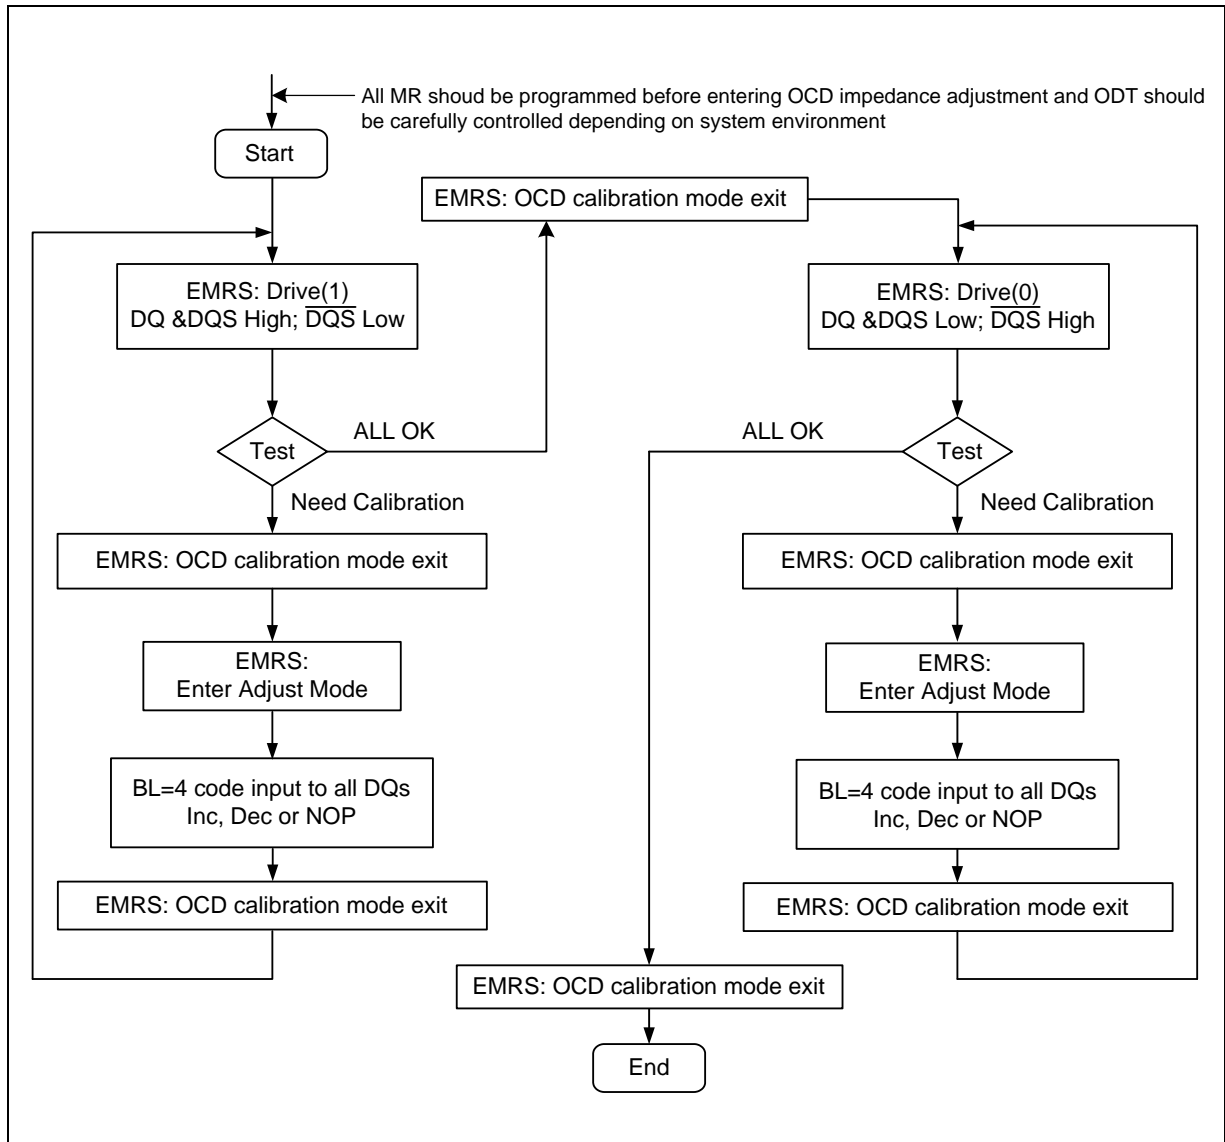 All MR shoud be programmed before entering OCD impedance adjustment and ODT should
be carefully controlled depending on system environment
Start
EMRS: OCD calibration mode exit
EMRS: Drive(1)
DQ &DQS High; D̅Q̅S̅ Low
Test
ALL OK
Need Calibration
EMRS: OCD calibration mode exit
EMRS:
Enter Adjust Mode
BL=4 code input to all DQs
Inc, Dec or NOP
EMRS: OCD calibration mode exit
EMRS: Drive(0)
DQ &DQS Low; D̅Q̅S̅ High
Test
ALL OK
Need Calibration
EMRS: OCD calibration mode exit
EMRS:
Enter Adjust Mode
BL=4 code input to all DQs
Inc, Dec or NOP
EMRS: OCD calibration mode exit
EMRS: OCD calibration mode exit
End